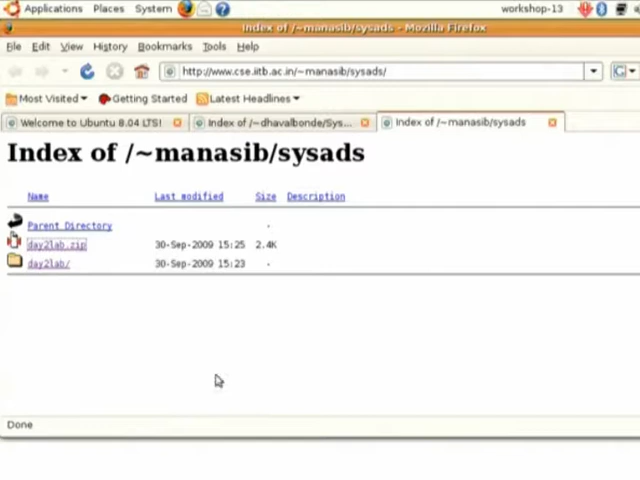 Applications Places System workshop-13
Index of /~manasib/sysads - Mozilla Firefox
File Edit View History Bookmarks Tools Help
http://www.cse.iitb.ac.in/~manasib/sysads/
Most Visited Getting Started Latest Headlines
Welcome to Ubuntu 8.04 LTS! Index of /~dhavalbonde/Sys... Index of /~manasib/sysads
Index of /~manasib/sysads
Name Last modified Size Description
Parent Directory -
day2lab.zip 30-Sep-2009 15:25 2.4K
day2lab/ 30-Sep-2009 15:23 -
Done